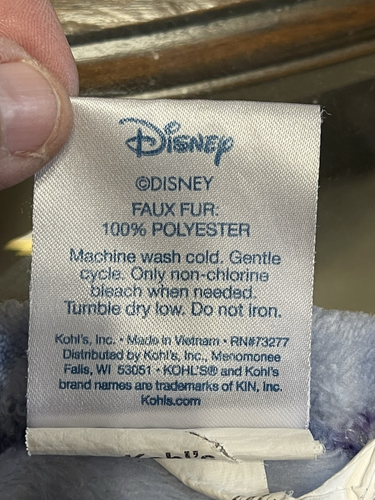 Disney
©DISNEY
FAUX FUR:
100% POLYESTER
Machine wash cold. Gentle
cycle. Only non-chlorine
bleach when needed.
Tumble dry low. Do not iron.
Kohl's, Inc. • Made in Vietnam • RN#73277
Distributed by Kohl's, Inc., Menomonee
Falls, WI 53051 • KOHL'S® and Kohl's
brand names are trademarks of KIN, Inc.
Kohls.com
Kohl's